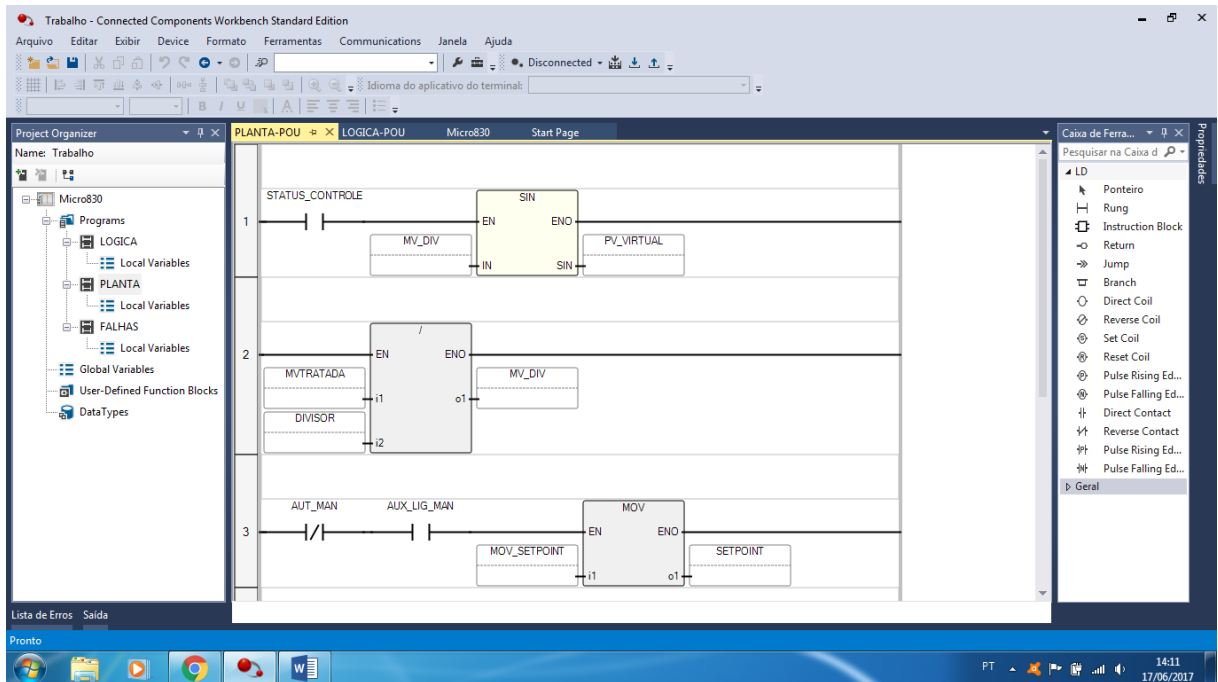 Trabalho - Connected Components Workbench Standard Edition
Arquivo Editar Exibir Device Formato Ferramentas Communications Janela Ajuda
Disconnected
Idioma do aplicativo do terminal:
B I U A
Project Organizer
Name: Trabalho
Micro830
Programs
LOGICA
Local Variables
PLANTA
Local Variables
FALHAS
Local Variables
Global Variables
User-Defined Function Blocks
DataTypes
PLANTA-POU LOGICA-POU Micro830 Start Page
1
STATUS_CONTROLE
SIN
EN ENO
MV_DIV PV_VIRTUAL
IN SIN
2
/
EN ENO
MVTRATADA MV_DIV
i1 o1
DIVISOR
i2
3
AUT_MAN AUX_LIG_MAN MOV
EN ENO
MOV_SETPOINT SETPOINT
i1 o1
Caixa de Ferra...
Pesquisar na Caixa d
LD
Ponteiro
Rung
Instruction Block
Return
Jump
Branch
Direct Coil
Reverse Coil
Set Coil
Reset Coil
Pulse Rising Ed...
Pulse Falling Ed...
Direct Contact
Reverse Contact
Pulse Rising Ed...
Pulse Falling Ed...
Geral
Propriedades
Lista de Erros Saída
Pronto
PT
14:11
17/06/2017